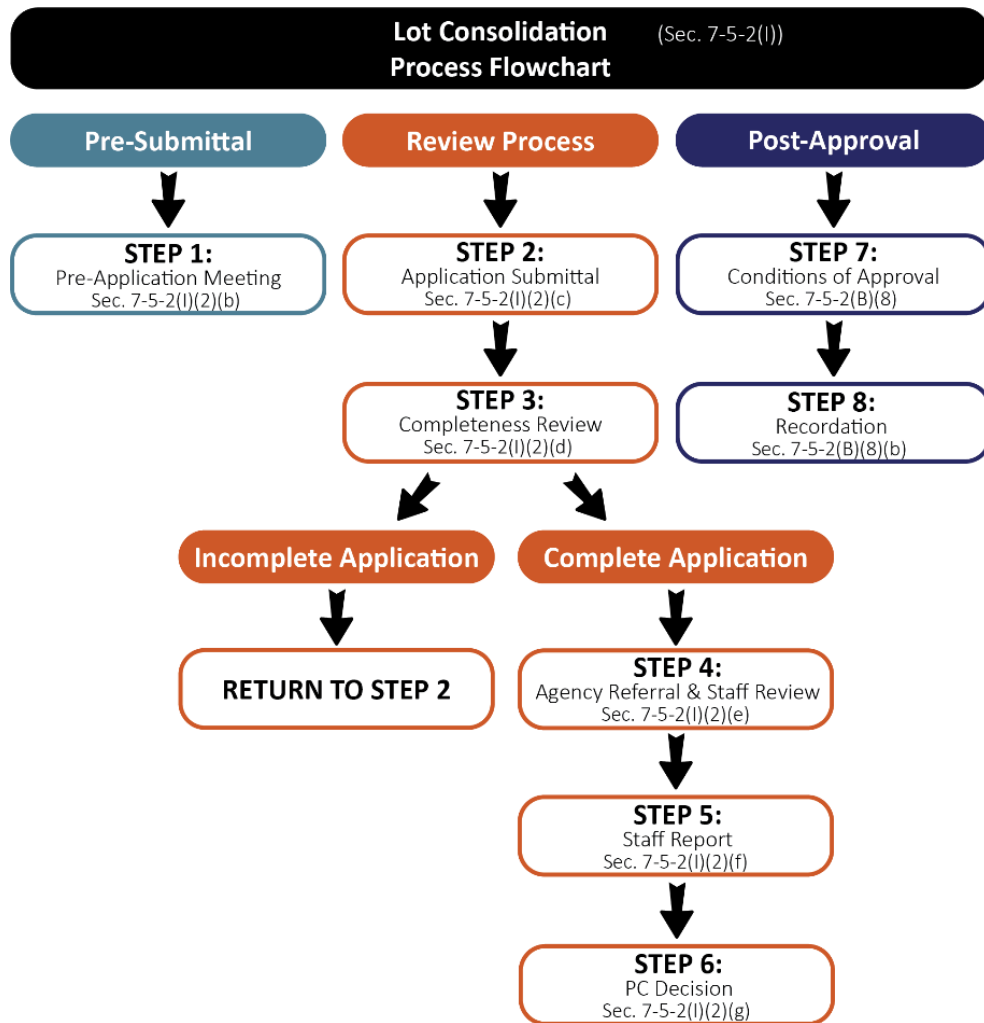 Lot Consolidation (Sec. 7-5-2(I))
Process Flowchart
Pre-Submittal
Review Process
Post-Approval
STEP 1:
Pre-Application Meeting
Sec. 7-5-2(I)(2)(b)
STEP 2:
Application Submittal
Sec. 7-5-2(I)(2)(c)
STEP 7:
Conditions of Approval
Sec. 7-5-2(B)(8)
STEP 3:
Completeness Review
Sec. 7-5-2(I)(2)(d)
STEP 8:
Recordation
Sec. 7-5-2(B)(8)(b)
Incomplete Application
Complete Application
RETURN TO STEP 2
STEP 4:
Agency Referral & Staff Review
Sec. 7-5-2(I)(2)(e)
STEP 5:
Staff Report
Sec. 7-5-2(I)(2)(f)
STEP 6:
PC Decision
Sec. 7-5-2(I)(2)(g)